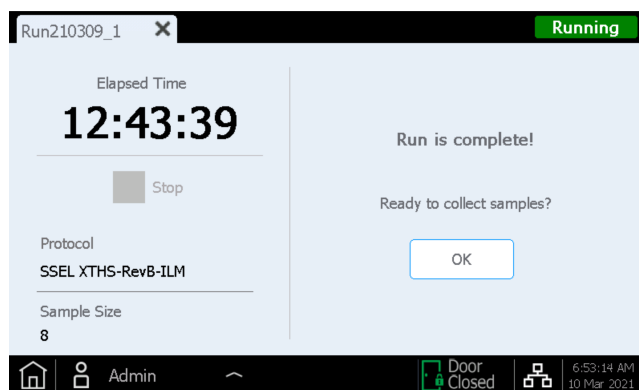 Run210309_1
Running
Elapsed Time
12:43:39
Stop
Protocol
SSEL XTHS-RevB-ILM
Sample Size
8
Run is complete!
Ready to collect samples?
OK
Admin
Door
Closed
6:53:14 AM
10 Mar 2021